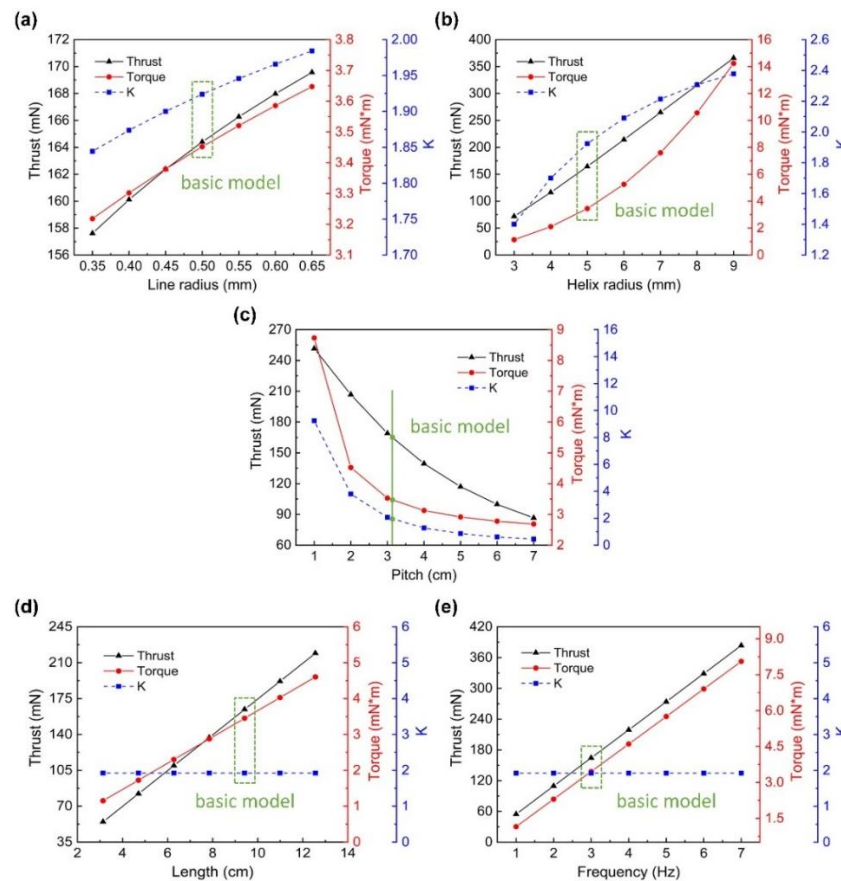 (a)
172
170
168
166
164
162
160
158
156
Thrust (mN)
Thrust
Torque
K
basic model
0.35 0.40 0.45 0.50 0.55 0.60 0.65
Line radius (mm)
3.8
3.7
3.6
3.5
3.4
3.3
3.2
3.1
Torque (mN*m)
2.00
1.95
1.90
1.85
1.80
1.75
1.70
K
(b)
400
350
300
250
200
150
100
50
0
Thrust (mN)
Thrust
Torque
K
basic model
3 4 5 6 7 8 9
Helix radius (mm)
16
14
12
10
8
6
4
2
0
Torque (mN*m)
2.6
2.4
2.2
2.0
1.8
1.6
1.4
1.2
K
(c)
270
240
210
180
150
120
90
60
Thrust (mN)
Thrust
Torque
K
basic model
1 2 3 4 5 6 7
Pitch (cm)
9
8
7
6
5
4
3
2
Torque (mN*m)
16
14
12
10
8
6
4
2
0
K
(d)
245
210
175
140
105
70
35
Thrust (mN)
Thrust
Torque
K
basic model
2 4 6 8 10 12 14
Length (cm)
6
5
4
3
2
1
0
Torque (mN*m)
6
5
4
3
2
1
0
K
(e)
420
360
300
240
180
120
60
0
Thrust (mN)
Thrust
Torque
K
basic model
1 2 3 4 5 6 7
Frequency (Hz)
9.0
7.5
6.0
4.5
3.0
1.5
Torque (mN*m)
6
5
4
3
2
1
0
K